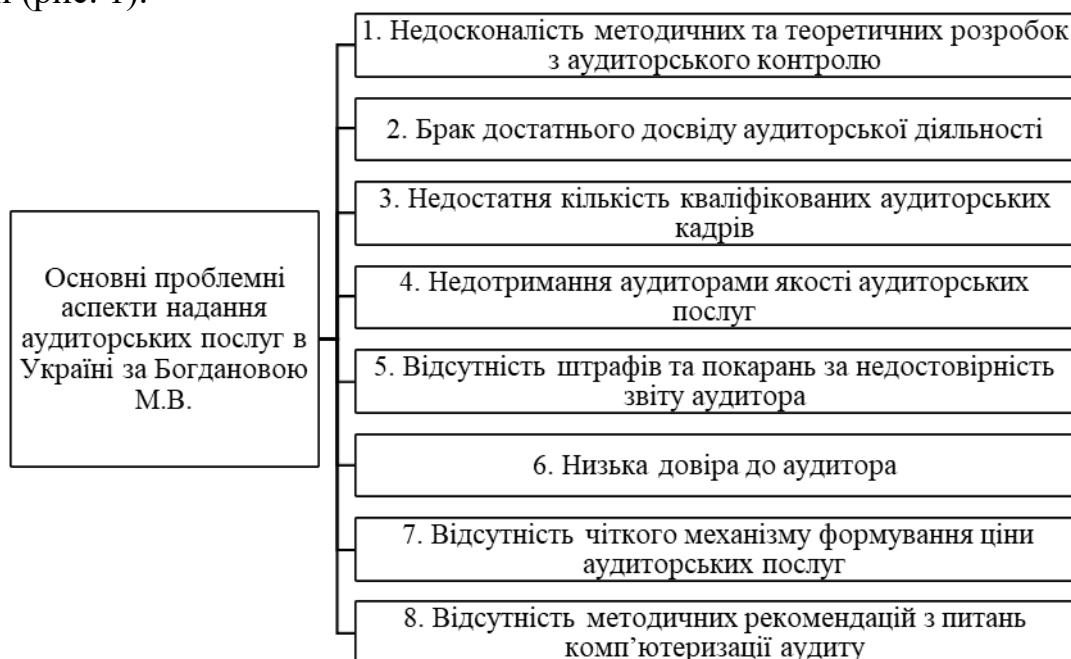 (рис. 1).
1. Недосконалість методичних та теоретичних розробок
з аудиторського контролю
2. Брак достатнього досвіду аудиторської діяльності
3. Недостатня кількість кваліфікованих аудиторських
кадрів
Основні проблемні
аспекти надання
аудиторських послуг в
Україні за Богдановою
М.В.
4. Недотримання аудиторами якості аудиторських
послуг
5. Відсутність штрафів та покарань за недостовірність
звіту аудитора
6. Низька довіра до аудитора
7. Відсутність чіткого механізму формування ціни
аудиторських послуг
8. Відсутність методичних рекомендацій з питань
комп’ютеризації аудиту